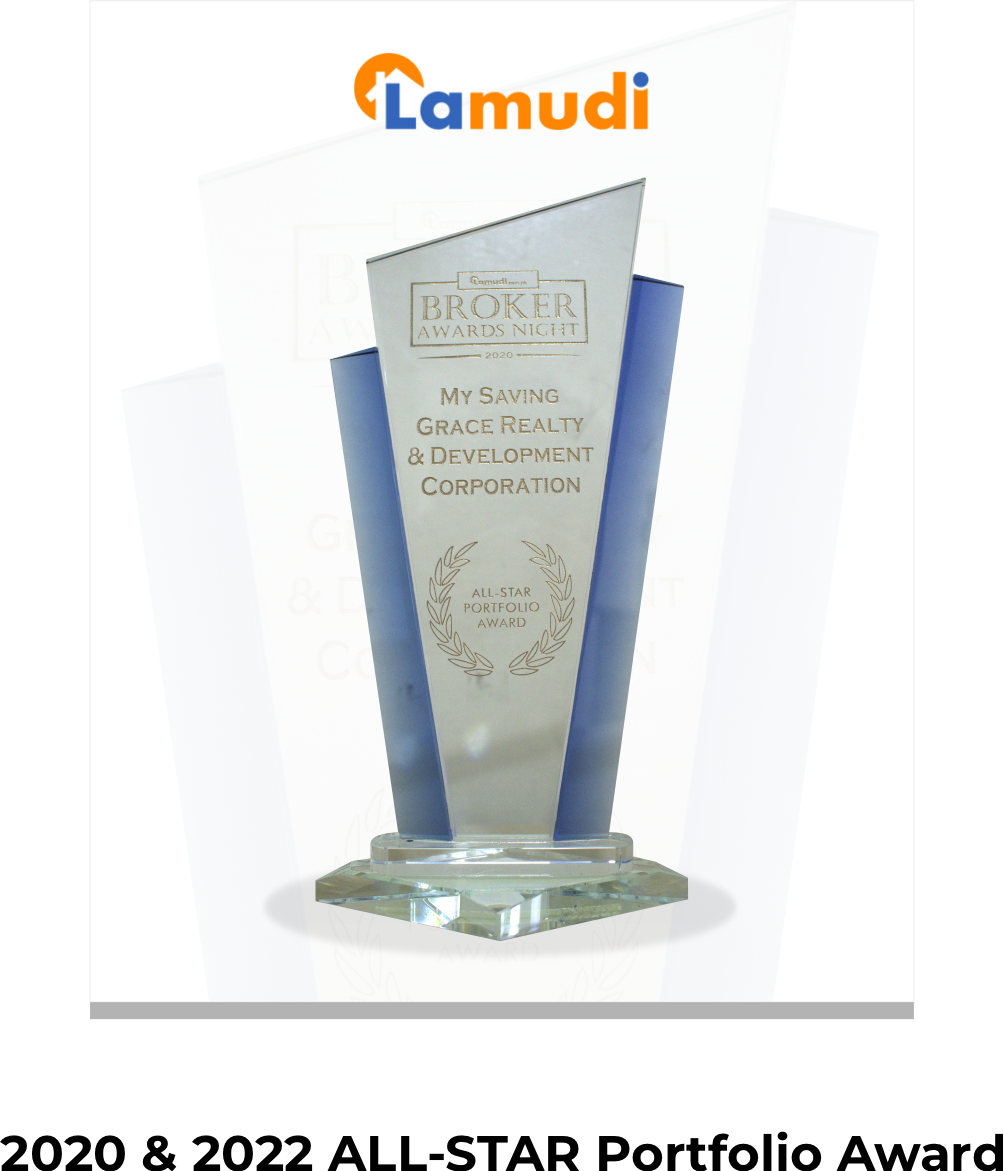 Lamudi
Lamudi
BROKER
AWARDS NIGHT
2020
MY SAVING
GRACE REALTY
& DEVELOPMENT
CORPORATION
ALL-STAR
PORTFOLIO
AWARD
2020 & 2022 ALL-STAR Portfolio Award